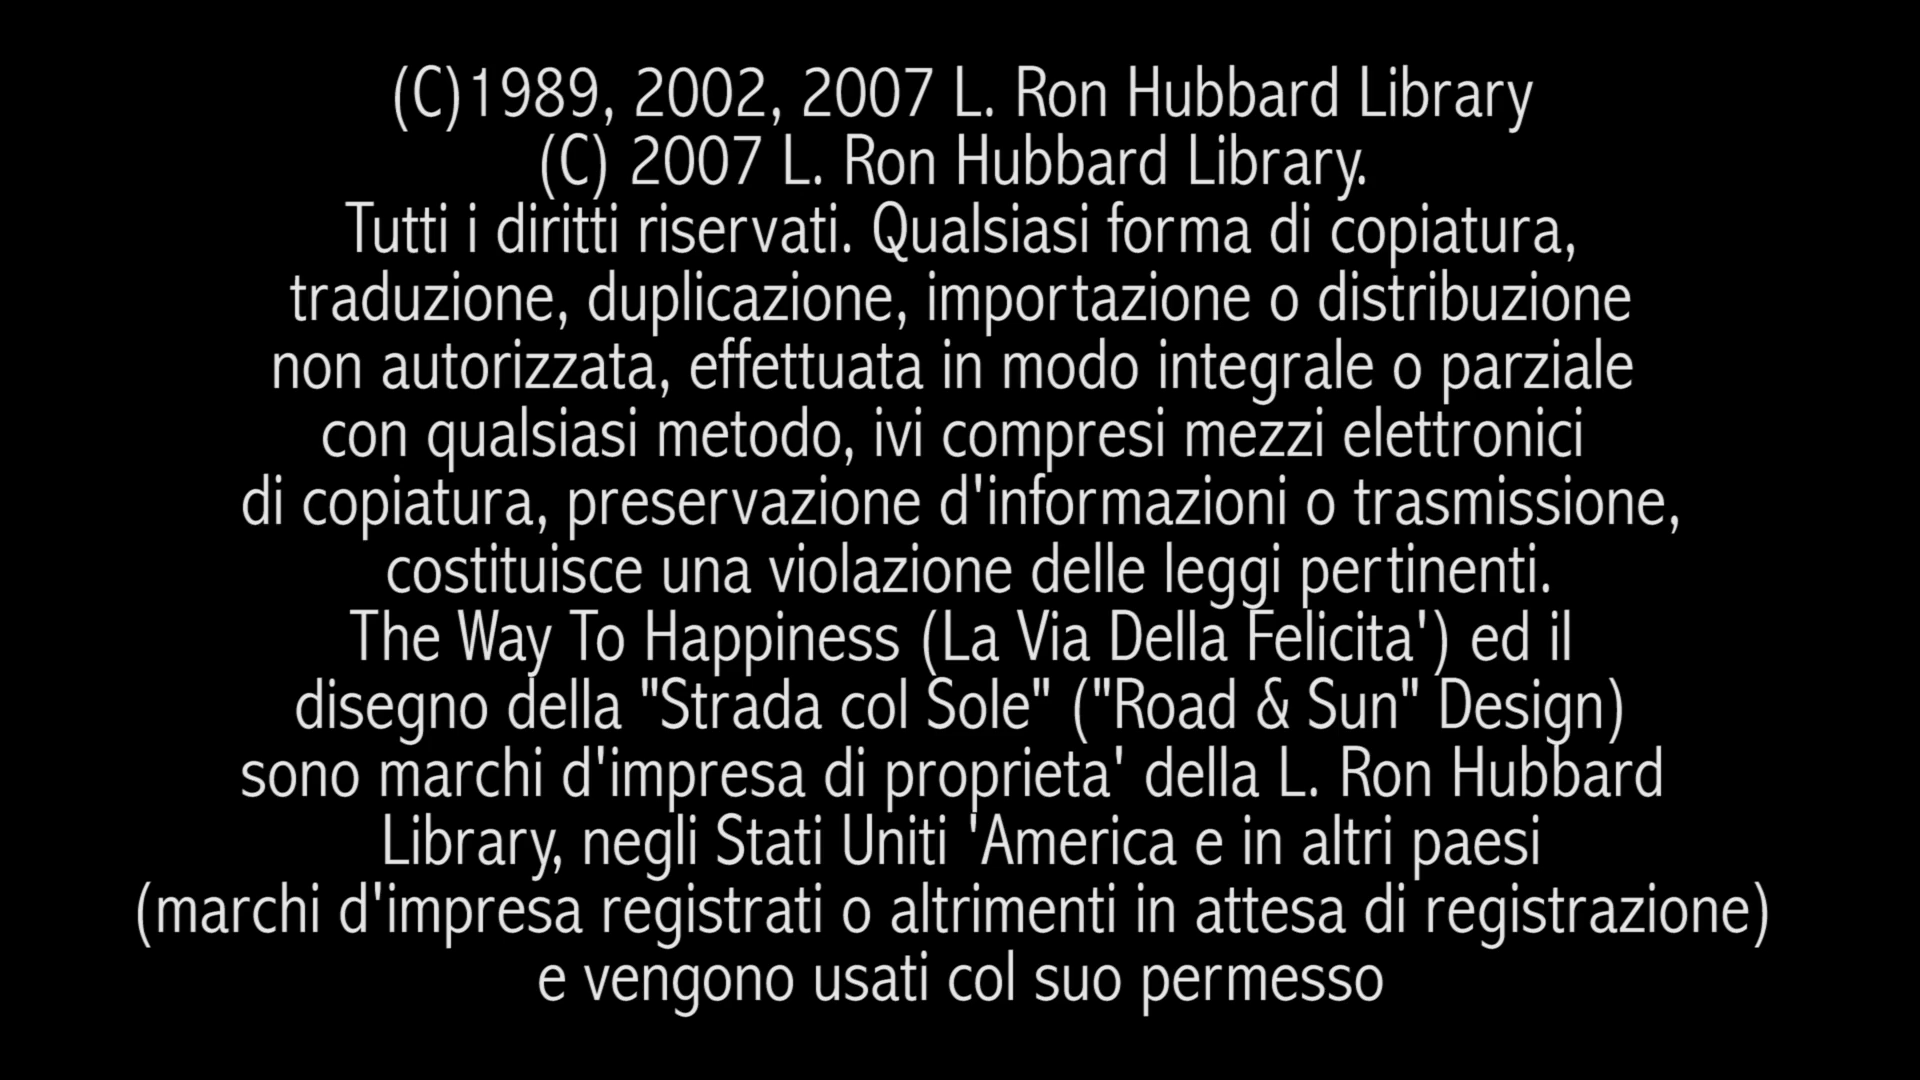 (C)1989, 2002, 2007 L. Ron Hubbard Library
(C) 2007 L. Ron Hubbard Library.
Tutti i diritti riservati. Qualsiasi forma di copiatura,
traduzione, duplicazione, importazione o distribuzione
non autorizzata, effettuata in modo integrale o parziale
con qualsiasi metodo, ivi compresi mezzi elettronici
di copiatura, preservazione d'informazioni o trasmissione,
costituisce una violazione delle leggi pertinenti.
The Way To Happiness (La Via Della Felicita') ed il
disegno della "Strada col Sole" ("Road & Sun" Design)
sono marchi d'impresa di proprieta' della L. Ron Hubbard
Library, negli Stati Uniti 'America e in altri paesi
(marchi d'impresa registrati o altrimenti in attesa di registrazione)
e vengono usati col suo permesso